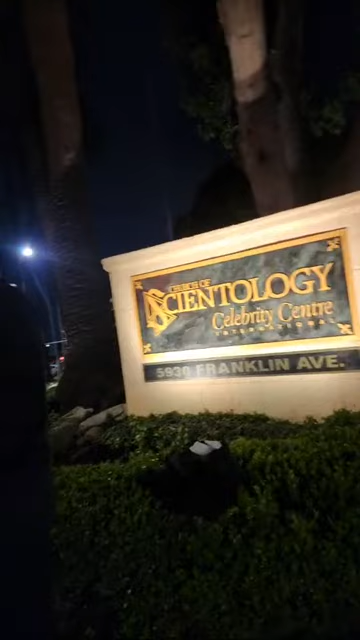 CHURCH OF
SCIENTOLOGY
Celebrity Centre
INTERNATIONAL
5930 FRANKLIN AVE.